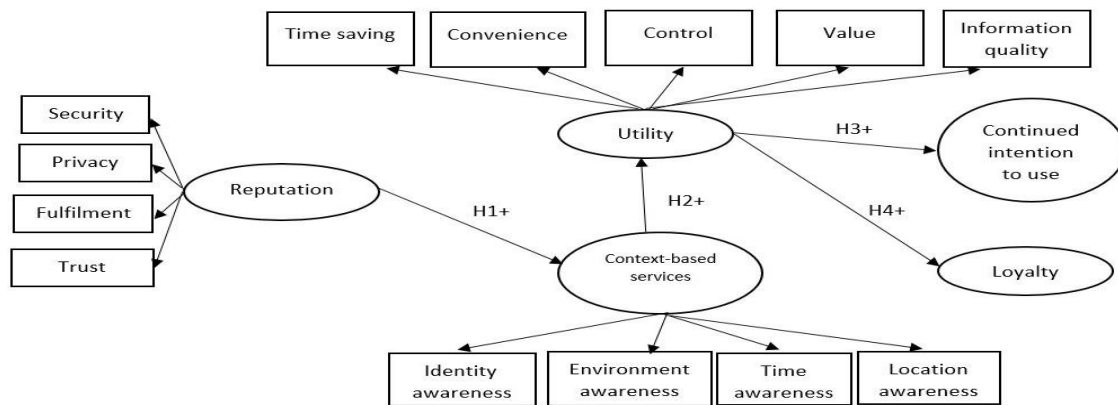 Time saving
Convenience
Control
Value
Information
quality
Security
Privacy
Fulfilment
Trust
Reputation
Utility
H3+
Continued
intention
to use
H1+
H2+
H4+
Context-based
services
Loyalty
Identity
awareness
Environment
awareness
Time
awareness
Location
awareness